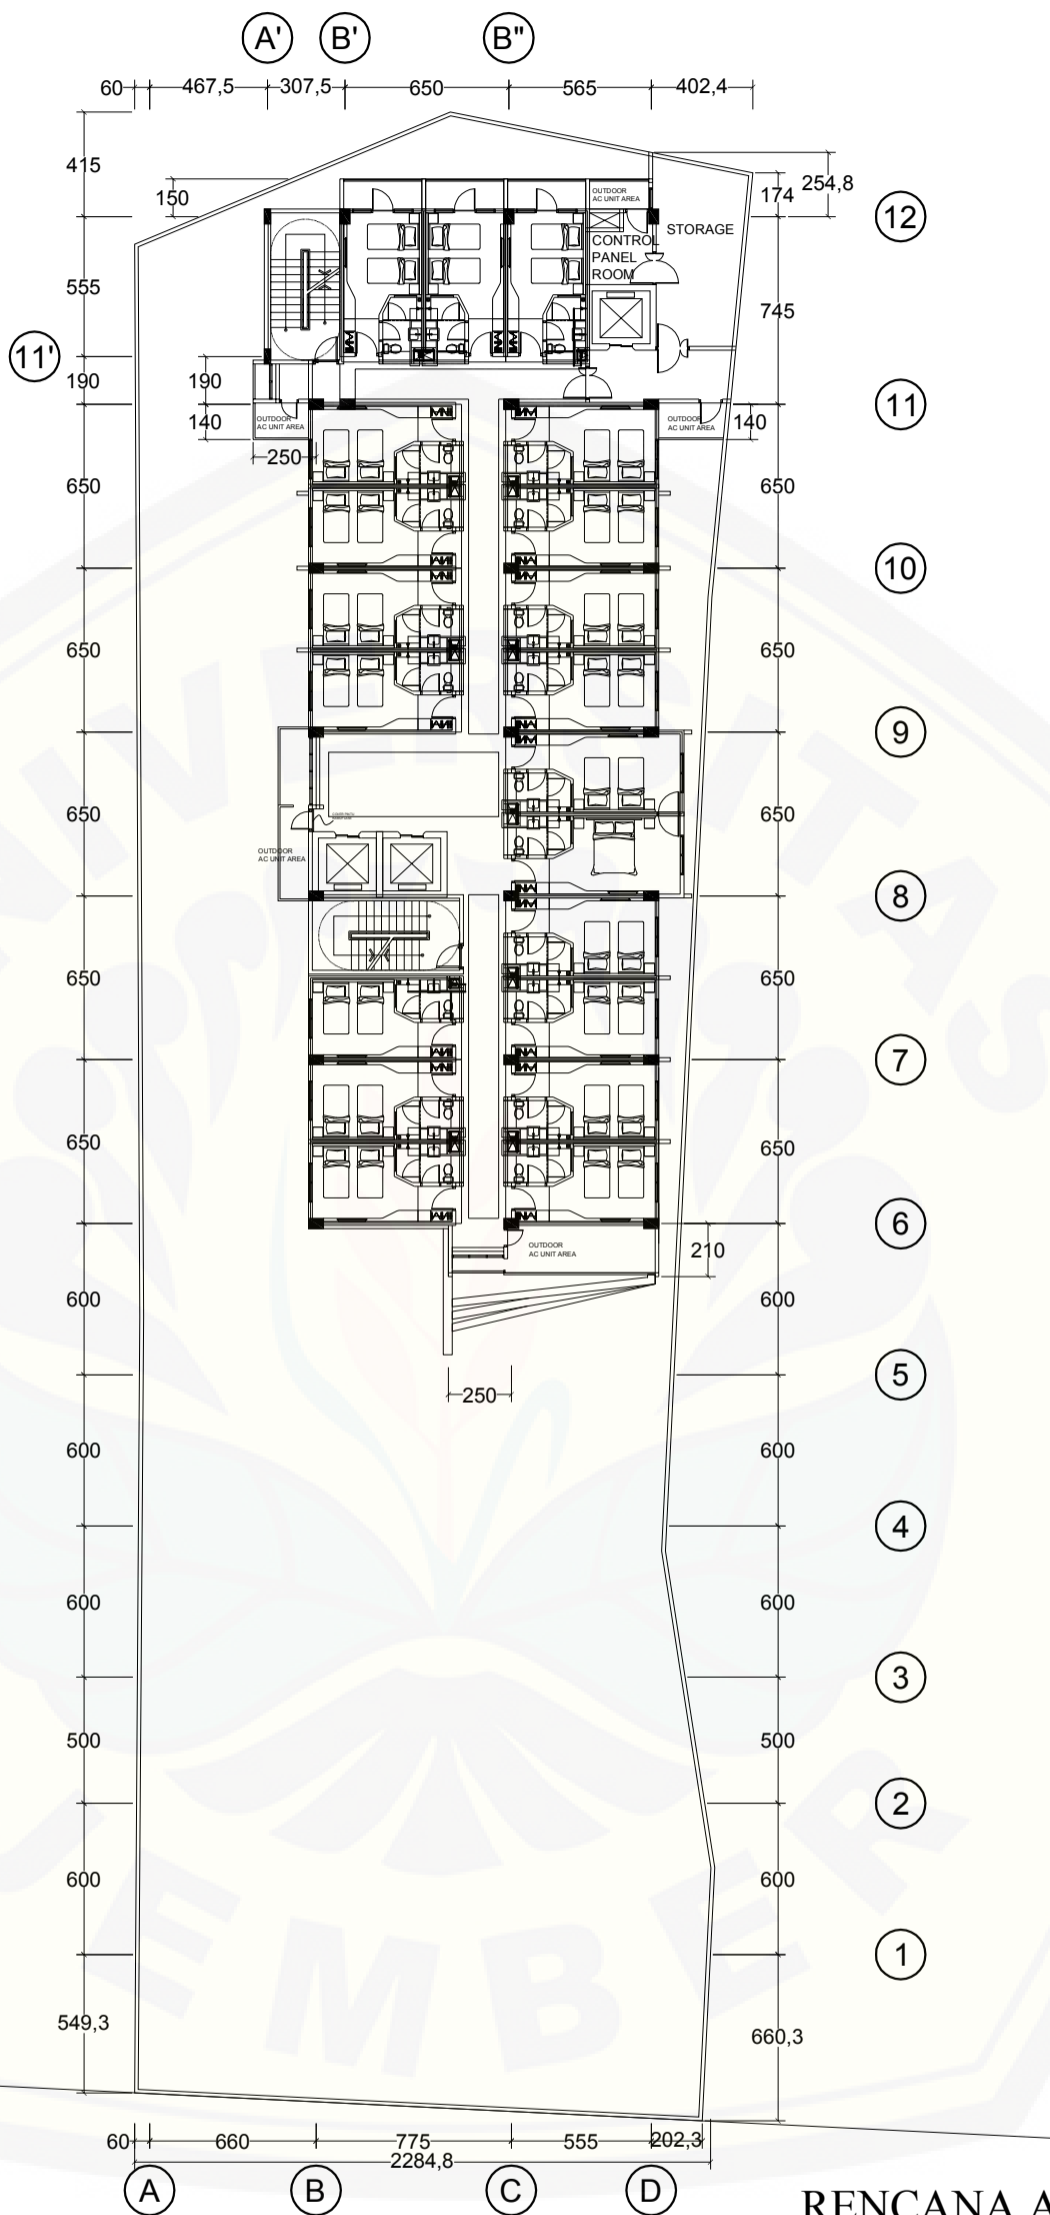 A' B' B"
60 467,5 307,5 650 565 402,4
415
150
174 254,8
OUTDOOR
AC UNIT AREA
12
STORAGE
CONTROL
PANEL
ROOM
555
745
11'
190 190
11
140
OUTDOOR
AC UNIT AREA
OUTDOOR
AC UNIT AREA
140
250
650 650
10
650 650
9
650 650
OUTDOOR
AC UNIT AREA
8
650 650
7
650 650
6
OUTDOOR
AC UNIT AREA
210
600 600
5
250
600 600
4
600 600
3
500 500
2
600 600
1
549,3 660,3
60 660 775 555 202,3
2284,8
A B C D
RENCANA A
UNIVERSITAS
JEMBER